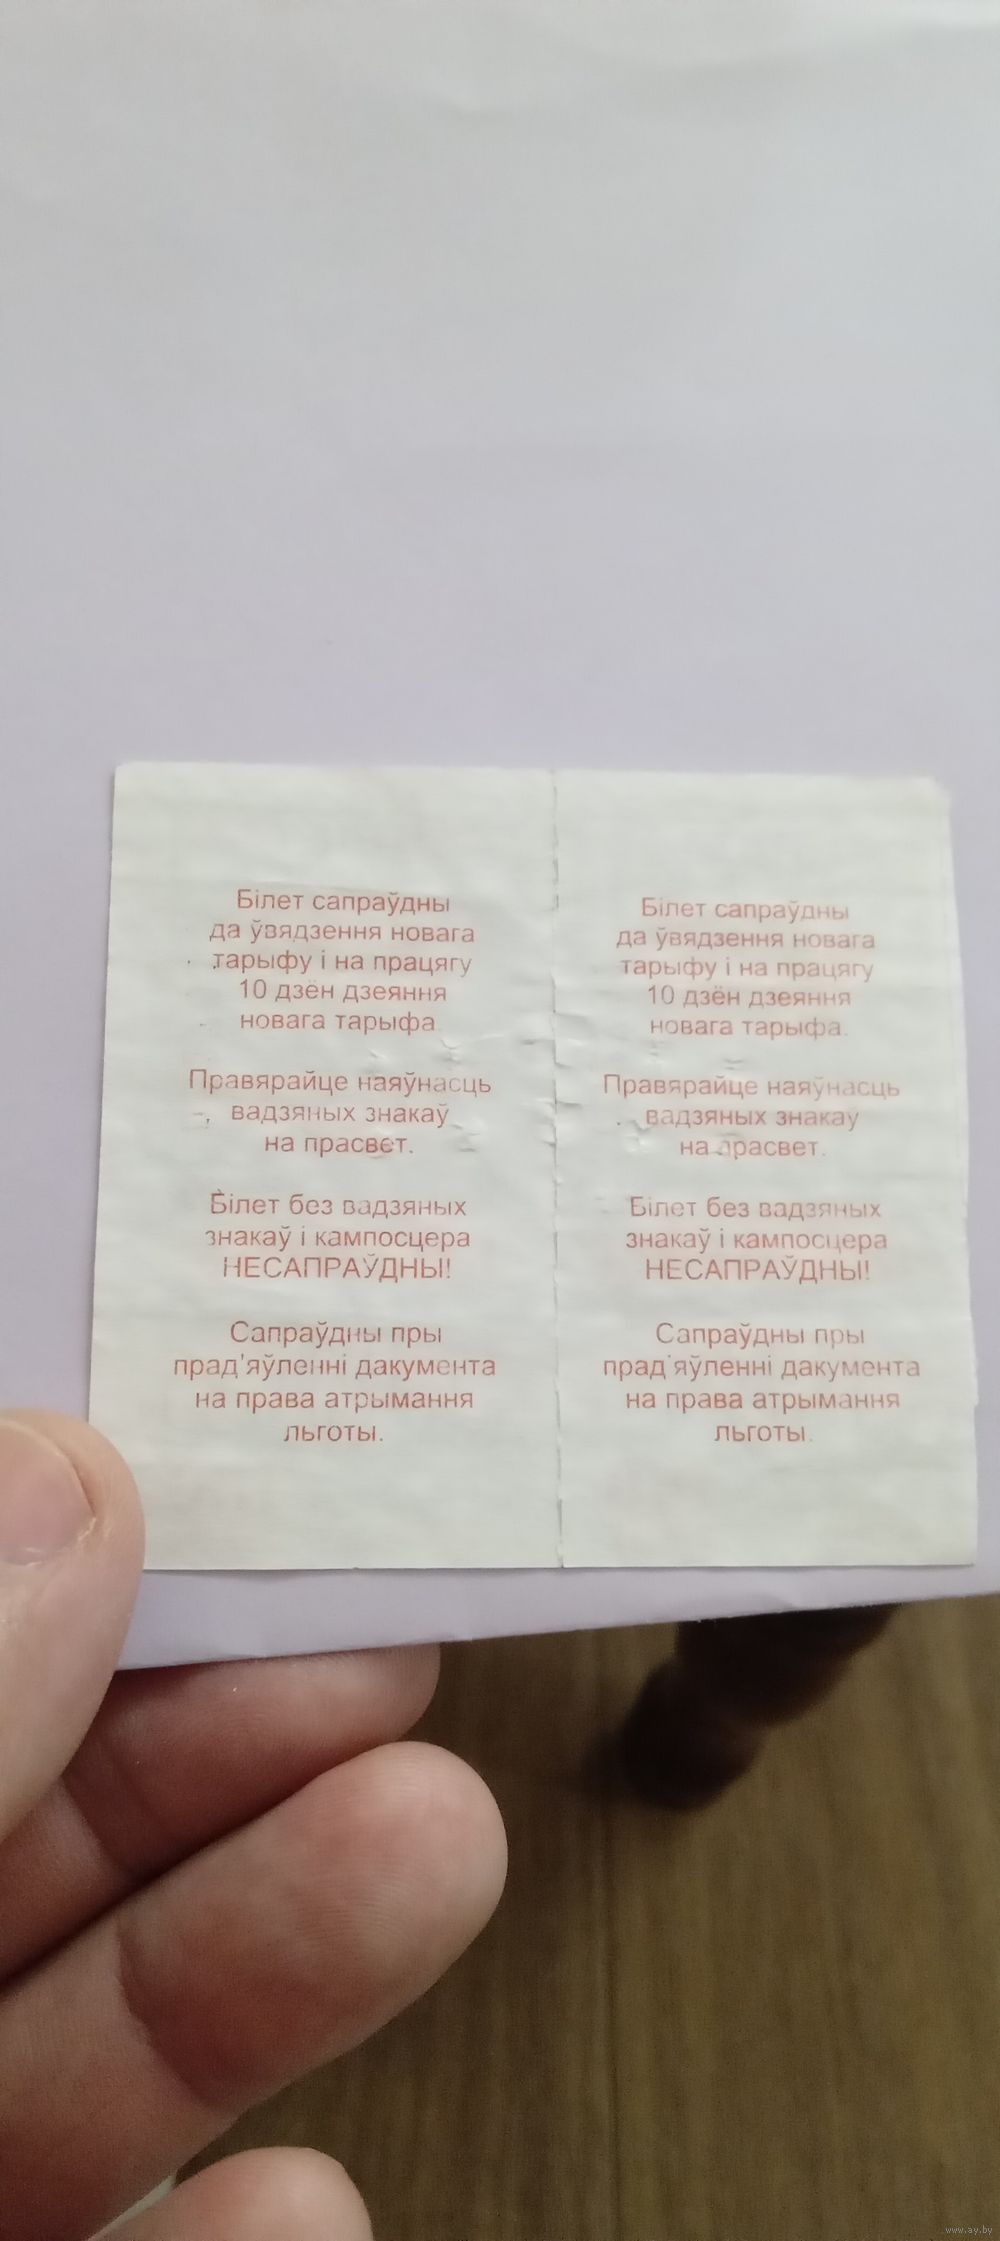 Білет сапраўдны
да ўвядзення новага
тарыфу і на працягу
10 дзён дзеяння
новага тарыфа
Правярайце наяўнасць
вадзяных знакаў
на прасвет.
Білет без вадзяных
знакаў і кампосцера
НЕСАПРАЎДНЫ!
Сапраўдны пры
прад'яўленні дакумента
на права атрымання
льготы.
Білет сапраўдны
да ўвядзення новага
тарыфу і на працягу
10 дзён дзеяння
новага тарыфа.
Правярайце наяўнасць
вадзяных знакаў
на прасвет.
Білет без вадзяных
знакаў і кампосцера
НЕСАПРАЎДНЫ!
Сапраўдны пры
прад'яўленні дакумента
на права атрымання
льготы.
www.ay.by